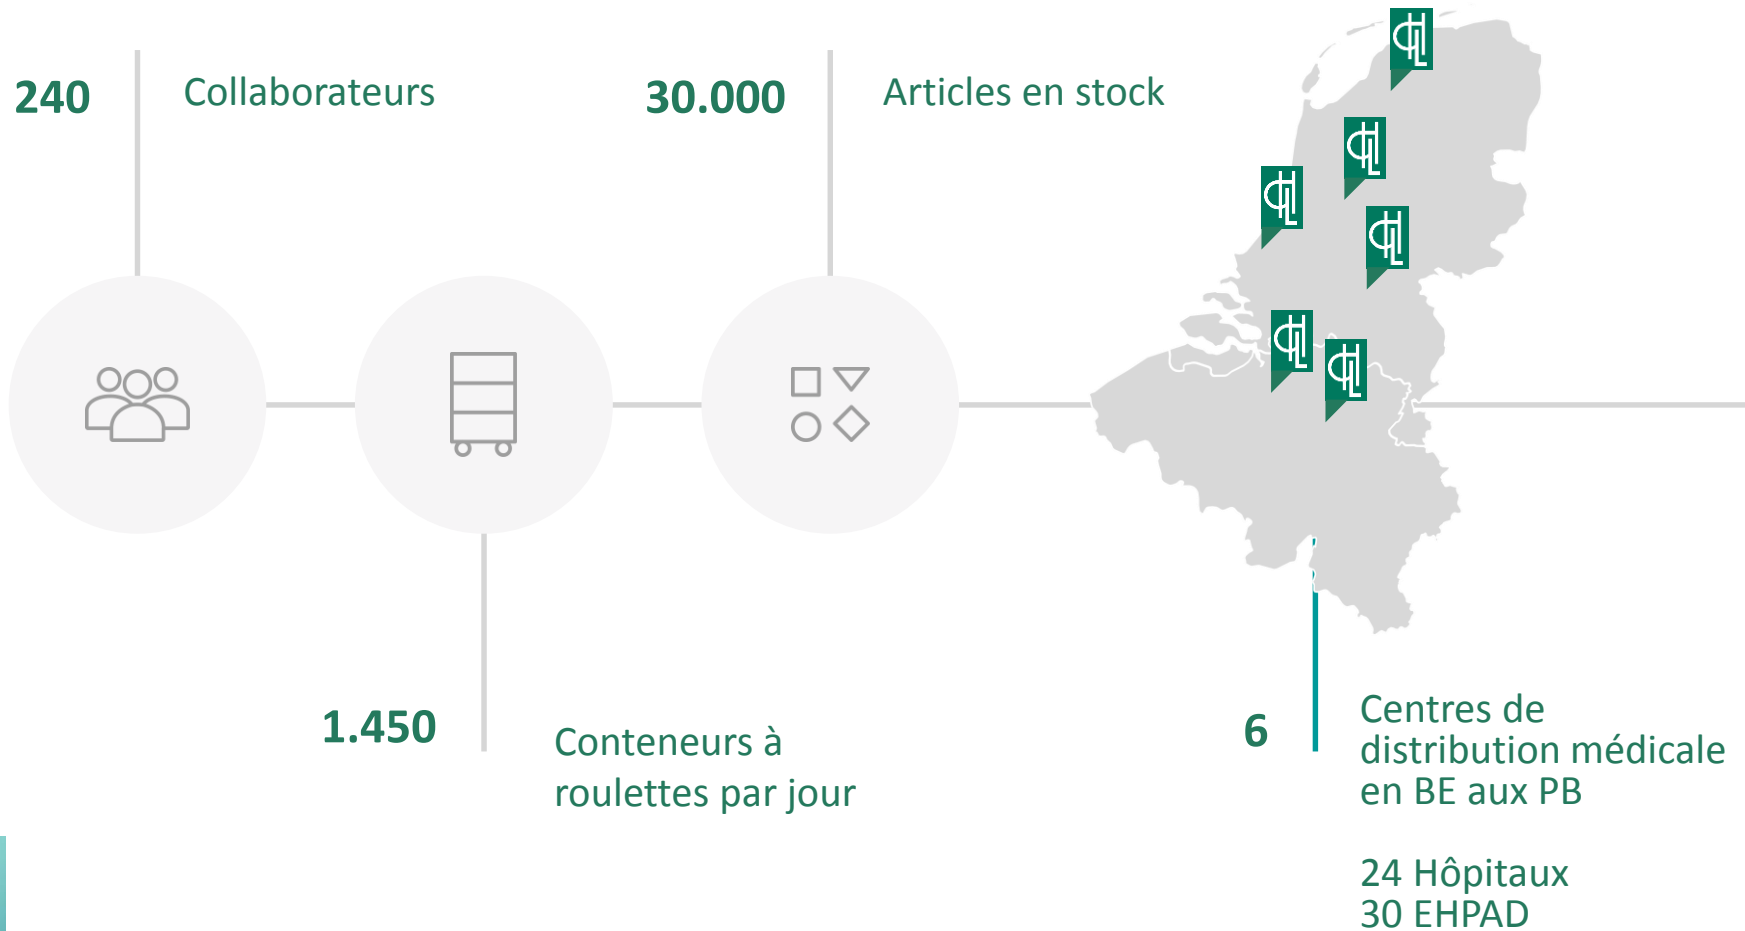 240
Collaborateurs
30.000
Articles en stock
1.450
Conteneurs à
roulettes par jour
6
Centres de
distribution médicale
en BE aux PB
24 Hôpitaux
30 EHPAD